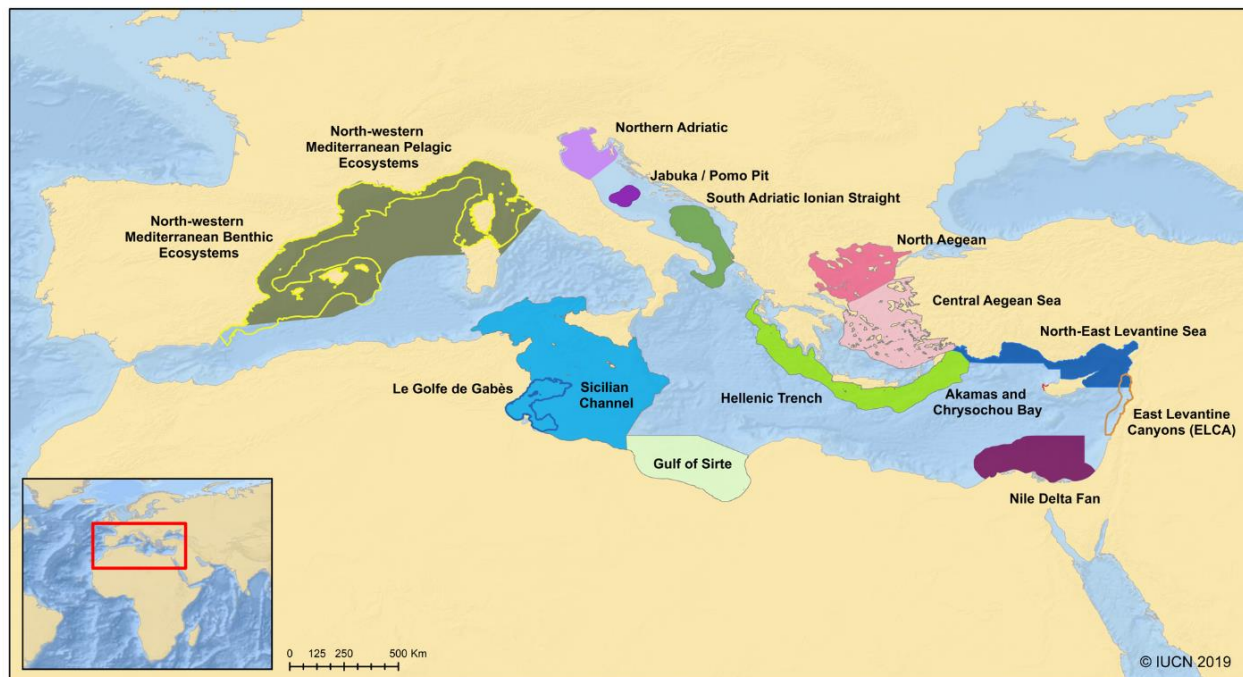 Northern Adriatic
North-western
Mediterranean Pelagic
Ecosystems
Jabuka / Pomo Pit
South Adriatic Ionian Straight
North-western
Mediterranean Benthic
Ecosystems
North Aegean
Central Aegean Sea
North-East Levantine Sea
Le Golfe de Gabès
Sicilian
Channel
Hellenic Trench
Akamas and
Chrysochou Bay
East Levantine
Canyons (ELCA)
Gulf of Sirte
Nile Delta Fan
0 125 250 500 Km
© IUCN 2019